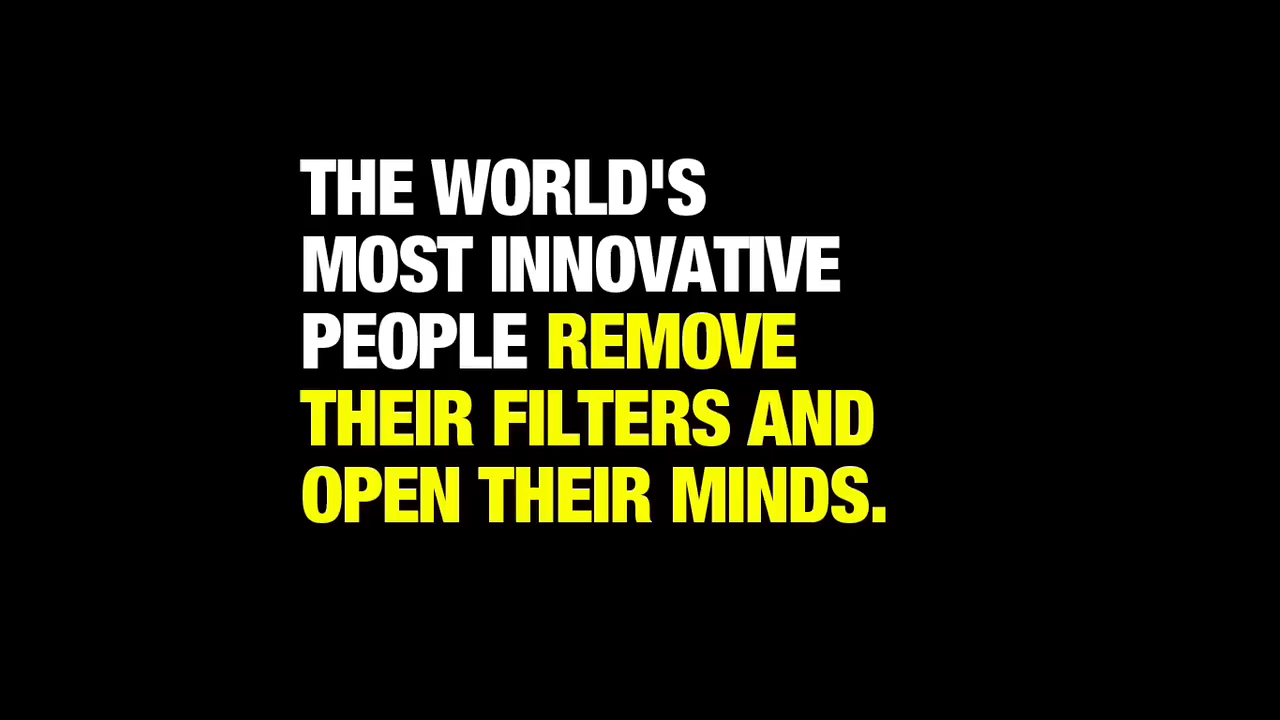 THE WORLD'S
MOST INNOVATIVE
PEOPLE REMOVE
THEIR FILTERS AND
OPEN THEIR MINDS.